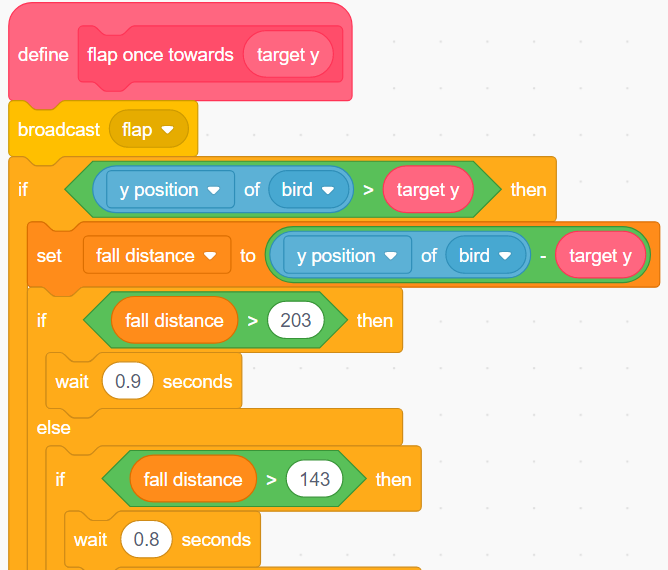 define flap once towards target y
broadcast flap
if y position of bird > target y then
set fall distance to y position of bird - target y
if fall distance > 203 then
wait 0.9 seconds
else
if fall distance > 143 then
wait 0.8 seconds